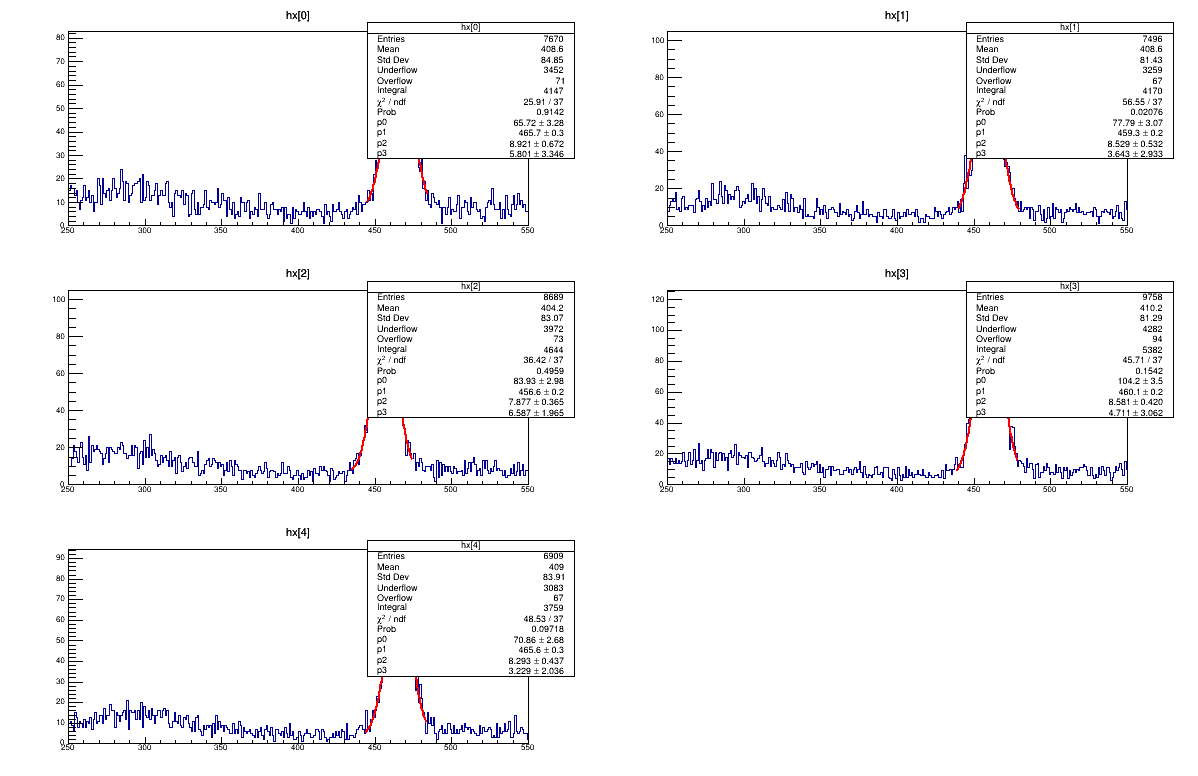 hx[0]
hx[0]
Entries 7670
Mean 408.6
Std Dev 84.85
Underflow 3452
Overflow 71
Integral 4147
χ² / ndf 25.91 / 37
Prob 0.9142
p0 65.72 ± 3.28
p1 465.7 ± 0.3
p2 8.921 ± 0.672
p3 5.801 ± 3.346
80
70
60
50
40
30
20
10
0
250 300 350 400 450 500 550
hx[1]
hx[1]
Entries 7496
Mean 408.6
Std Dev 81.43
Underflow 3259
Overflow 67
Integral 4170
χ² / ndf 56.55 / 37
Prob 0.02076
p0 77.79 ± 3.07
p1 459.3 ± 0.2
p2 8.529 ± 0.532
p3 3.643 ± 2.933
100
80
60
40
20
0
250 300 350 400 450 500 550
hx[2]
hx[2]
Entries 8689
Mean 404.2
Std Dev 83.07
Underflow 3972
Overflow 73
Integral 4644
χ² / ndf 36.42 / 37
Prob 0.4959
p0 83.93 ± 2.98
p1 456.6 ± 0.2
p2 7.877 ± 0.365
p3 6.587 ± 1.965
100
80
60
40
20
0
250 300 350 400 450 500 550
hx[3]
hx[3]
Entries 9758
Mean 410.2
Std Dev 81.29
Underflow 4282
Overflow 94
Integral 5382
χ² / ndf 45.71 / 37
Prob 0.1542
p0 104.2 ± 3.5
p1 460.1 ± 0.2
p2 8.581 ± 0.420
p3 4.711 ± 3.062
120
100
80
60
40
20
0
250 300 350 400 450 500 550
hx[4]
hx[4]
Entries 6909
Mean 409
Std Dev 83.91
Underflow 3083
Overflow 67
Integral 3759
χ² / ndf 48.53 / 37
Prob 0.09718
p0 70.86 ± 2.68
p1 465.6 ± 0.3
p2 8.293 ± 0.437
p3 3.229 ± 2.036
90
80
70
60
50
40
30
20
10
0
250 300 350 400 450 500 550